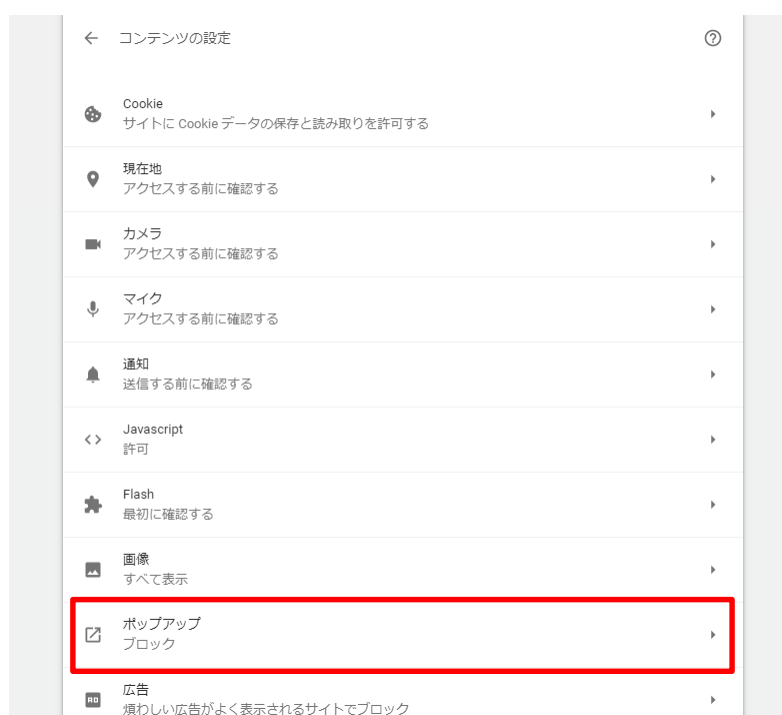 コンテンツの設定
Cookie
サイトに Cookie データの保存と読み取りを許可する
現在地
アクセスする前に確認する
カメラ
アクセスする前に確認する
マイク
アクセスする前に確認する
通知
送信する前に確認する
Javascript
許可
Flash
最初に確認する
画像
すべて表示
ポップアップ
ブロック
広告
煩わしい広告がよく表示されるサイトでブロック